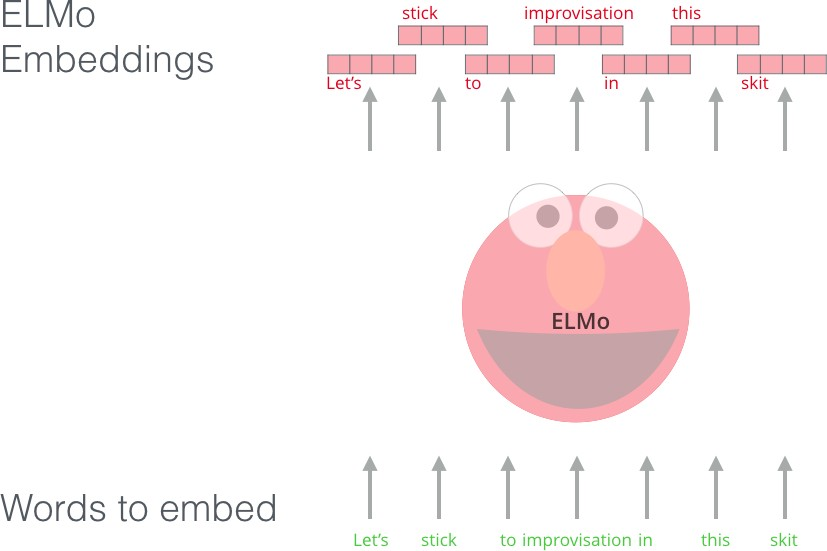 ELMo
Embeddings
stick improvisation this
Let's to in skit
ELMo
Words to embed
Let's stick to improvisation in this skit